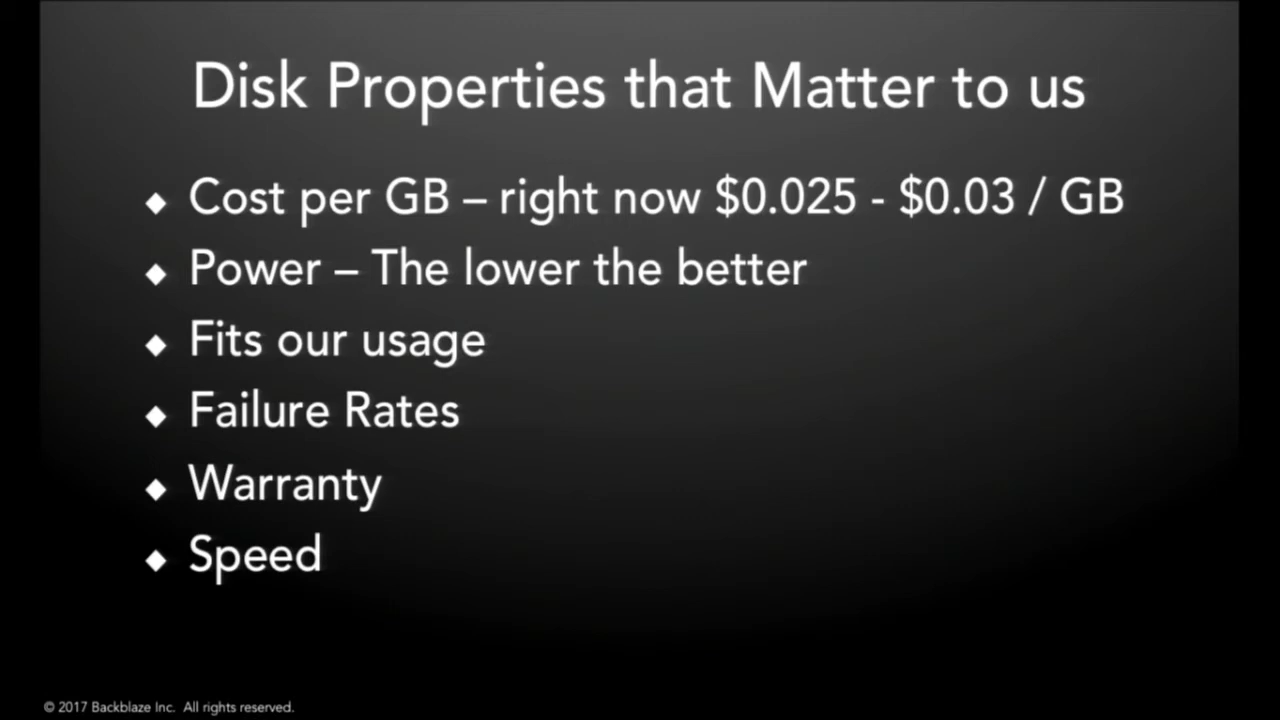 Disk Properties that Matter to us
◆ Cost per GB – right now $0.025 - $0.03 / GB
◆ Power – The lower the better
◆ Fits our usage
◆ Failure Rates
◆ Warranty
◆ Speed
© 2017 Backblaze Inc. All rights reserved.